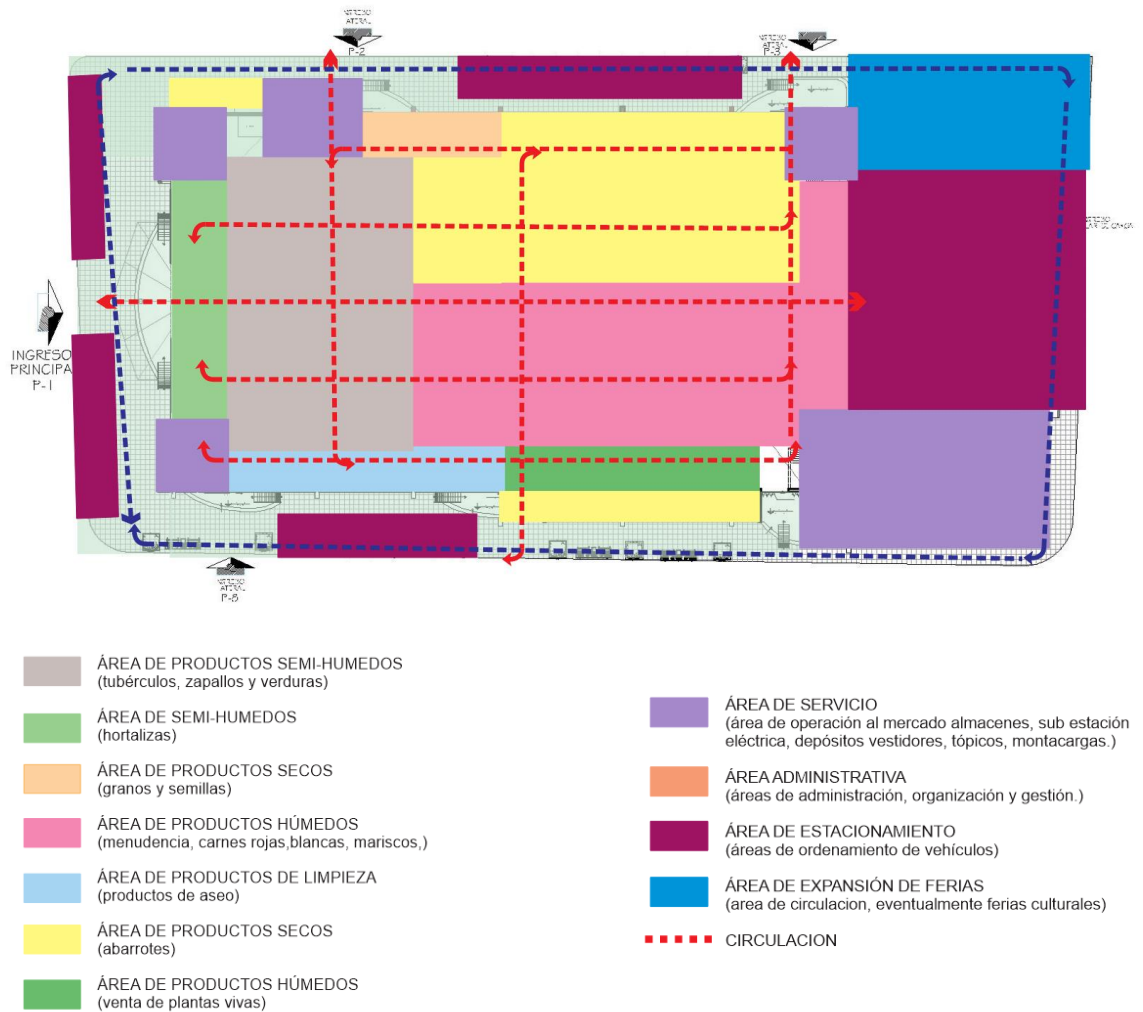 P-2
P-3
INGRESO
PRINCIPA
P-1
ÁREA DE PRODUCTOS SEMI-HUMEDOS
(tubérculos, zapallos y verduras)
ÁREA DE SEMI-HUMEDOS
(hortalizas)
ÁREA DE PRODUCTOS SECOS
(granos y semillas)
ÁREA DE PRODUCTOS HÚMEDOS
(menudencia, carnes rojas,blancas, mariscos,)
ÁREA DE PRODUCTOS DE LIMPIEZA
(productos de aseo)
ÁREA DE PRODUCTOS SECOS
(abarrotes)
ÁREA DE PRODUCTOS HÚMEDOS
(venta de plantas vivas)
ÁREA DE SERVICIO
(área de operación al mercado almacenes, sub estación
eléctrica, depósitos vestidores, tópicos, montacargas.)
ÁREA ADMINISTRATIVA
(áreas de administración, organización y gestión.)
ÁREA DE ESTACIONAMIENTO
(áreas de ordenamiento de vehículos)
ÁREA DE EXPANSIÓN DE FERIAS
(area de circulacion, eventualmente ferias culturales)
CIRCULACION